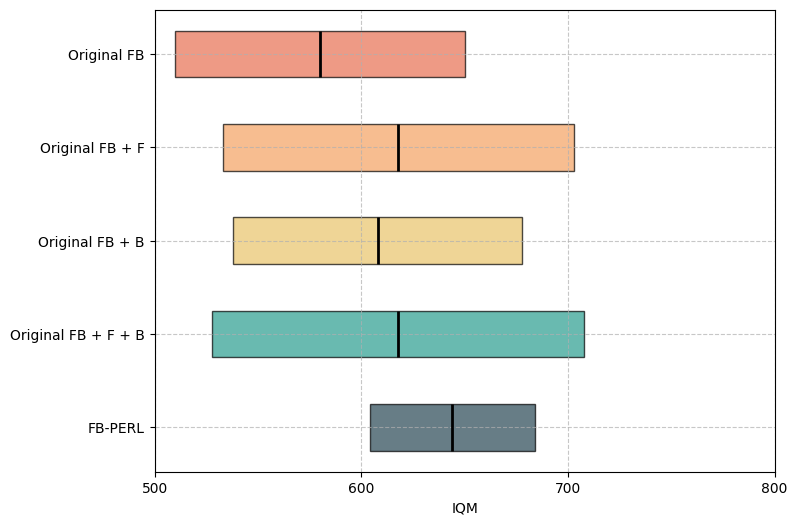 Original FB
Original FB + F
Original FB + B
Original FB + F + B
FB-PERL
500 600 700 800
IQM